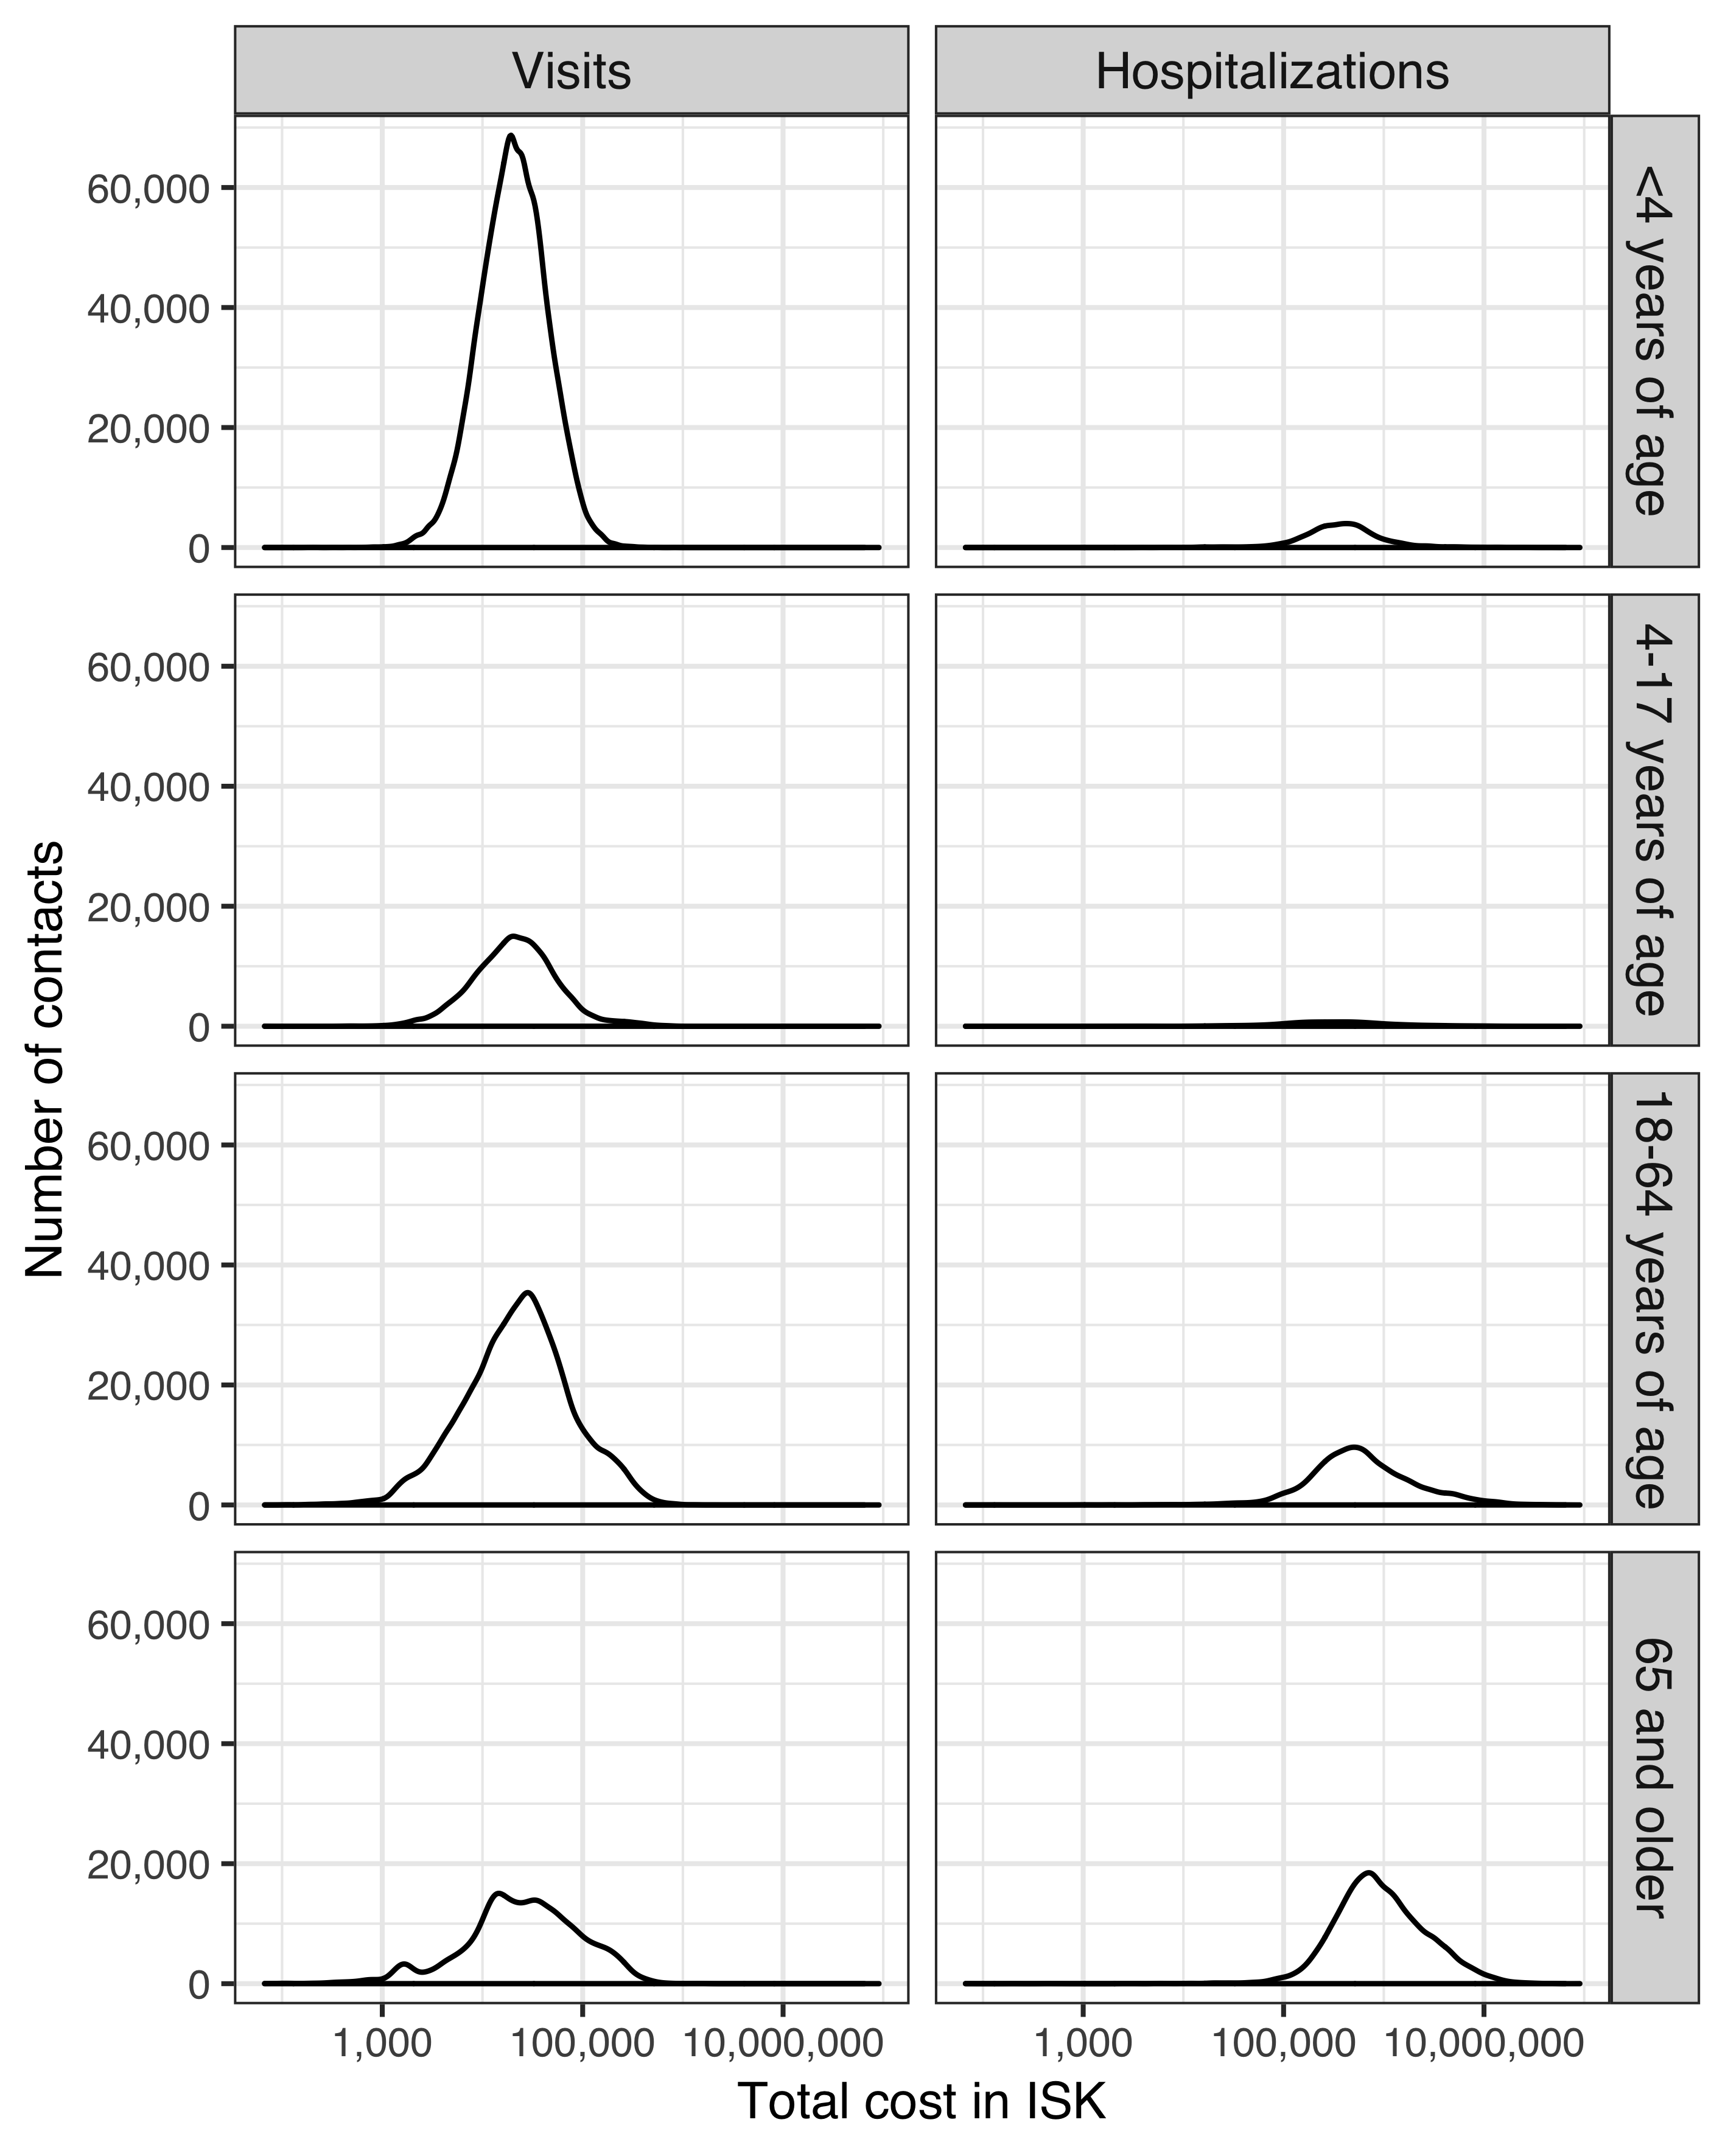 Visits
Hospitalizations
60,000
40,000
20,000
0
<4 years of age
60,000
40,000
20,000
0
4-17 years of age
60,000
40,000
20,000
0
18-64 years of age
60,000
40,000
20,000
0
65 and older
Number of contacts
1,000
100,000
10,000,000
1,000
100,000
10,000,000
Total cost in ISK